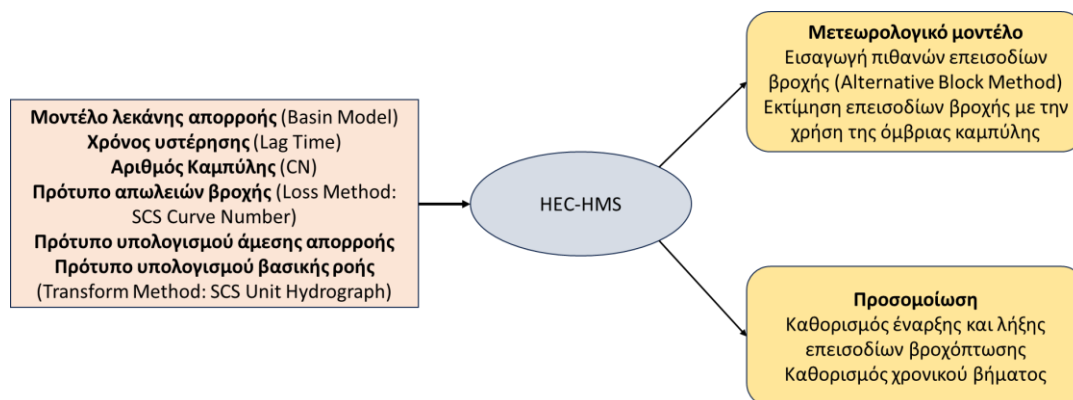 Μοντέλο λεκάνης απορροής (Basin Model)
Χρόνος υστέρησης (Lag Time)
Αριθμός Καμπύλης (CN)
Πρότυπο απωλειών βροχής (Loss Method:
SCS Curve Number)
Πρότυπο υπολογισμού άμεσης απορροής
Πρότυπο υπολογισμού βασικής ροής
(Transform Method: SCS Unit Hydrograph)
HEC-HMS
Μετεωρολογικό μοντέλο
Εισαγωγή πιθανών επεισοδίων
βροχής (Alternative Block Method)
Εκτίμηση επεισοδίων βροχής με την
χρήση της όμβριας καμπύλης
Προσομοίωση
Καθορισμός έναρξης και λήξης
επεισοδίων βροχόπτωσης
Καθορισμός χρονικού βήματος